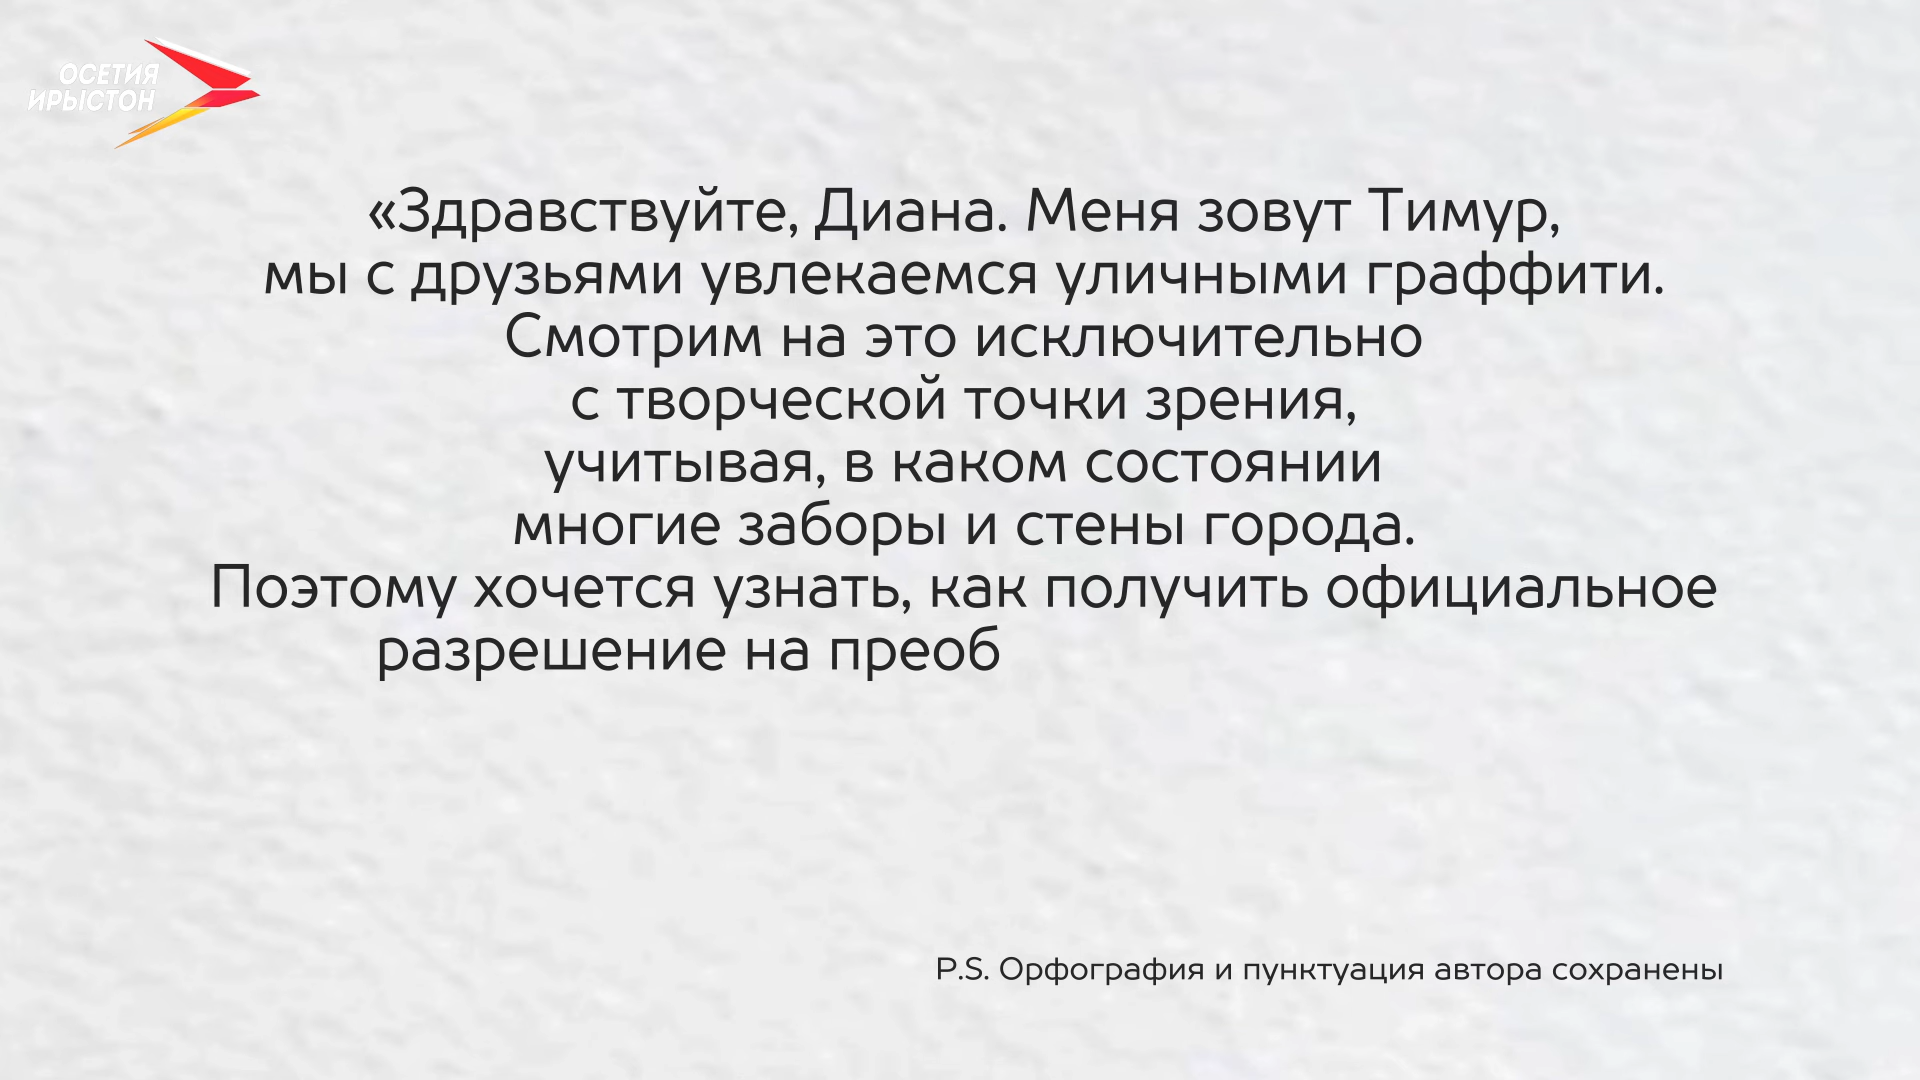 ОСЕТИЯ
ИРЫСТОН
«Здравствуйте, Диана. Меня зовут Тимур,
мы с друзьями увлекаемся уличными граффити.
Смотрим на это исключительно
с творческой точки зрения,
учитывая, в каком состоянии
многие заборы и стены города.
Поэтому хочется узнать, как получить официальное
разрешение на преоб
P.S. Орфография и пунктуация автора сохранены